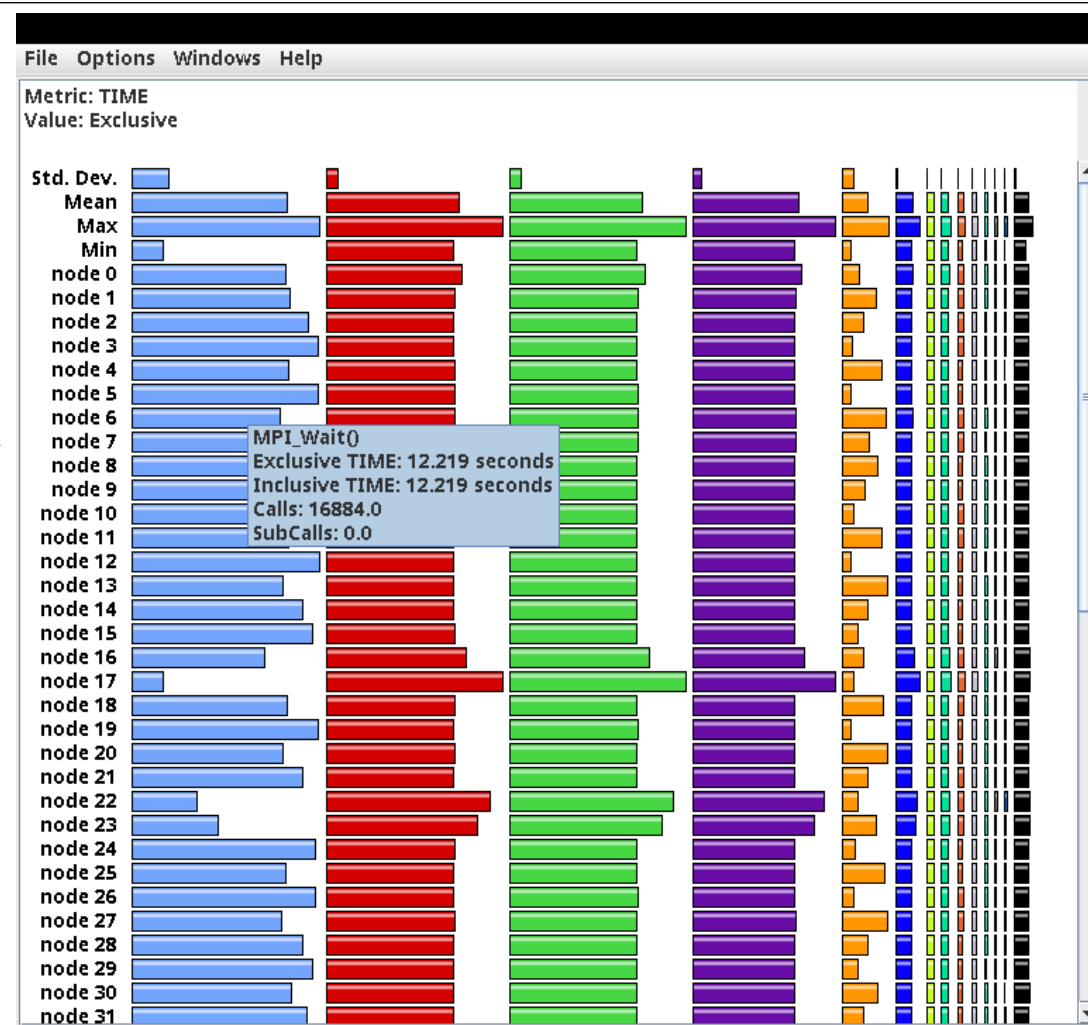 File Options Windows Help
Metric: TIME
Value: Exclusive
Std. Dev.
Mean
Max
Min
node 0
node 1
node 2
node 3
node 4
node 5
node 6
node 7
node 8
node 9
node 10
node 11
node 12
node 13
node 14
node 15
node 16
node 17
node 18
node 19
node 20
node 21
node 22
node 23
node 24
node 25
node 26
node 27
node 28
node 29
node 30
node 31
MPI_Wait()
Exclusive TIME: 12.219 seconds
Inclusive TIME: 12.219 seconds
Calls: 16884.0
SubCalls: 0.0